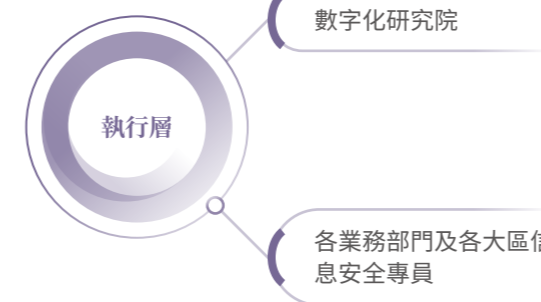 數字化研究院
執行層
各業務部門及各大區信
息安全專員